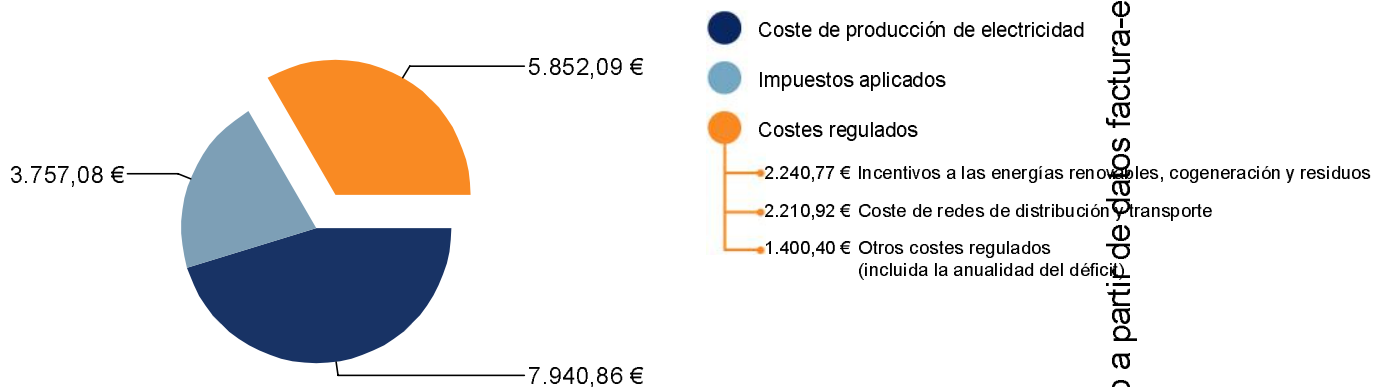 5.852,09 €
3.757,08 €
7.940,86 €
Coste de producción de electricidad
Impuestos aplicados
Costes regulados
2.240,77 € Incentivos a las energías renovables, cogeneración y residuos
2.210,92 € Coste de redes de distribución y transporte
1.400,40 € Otros costes regulados
(incluida la anualidad del déficit)
a partir de datos factura-e